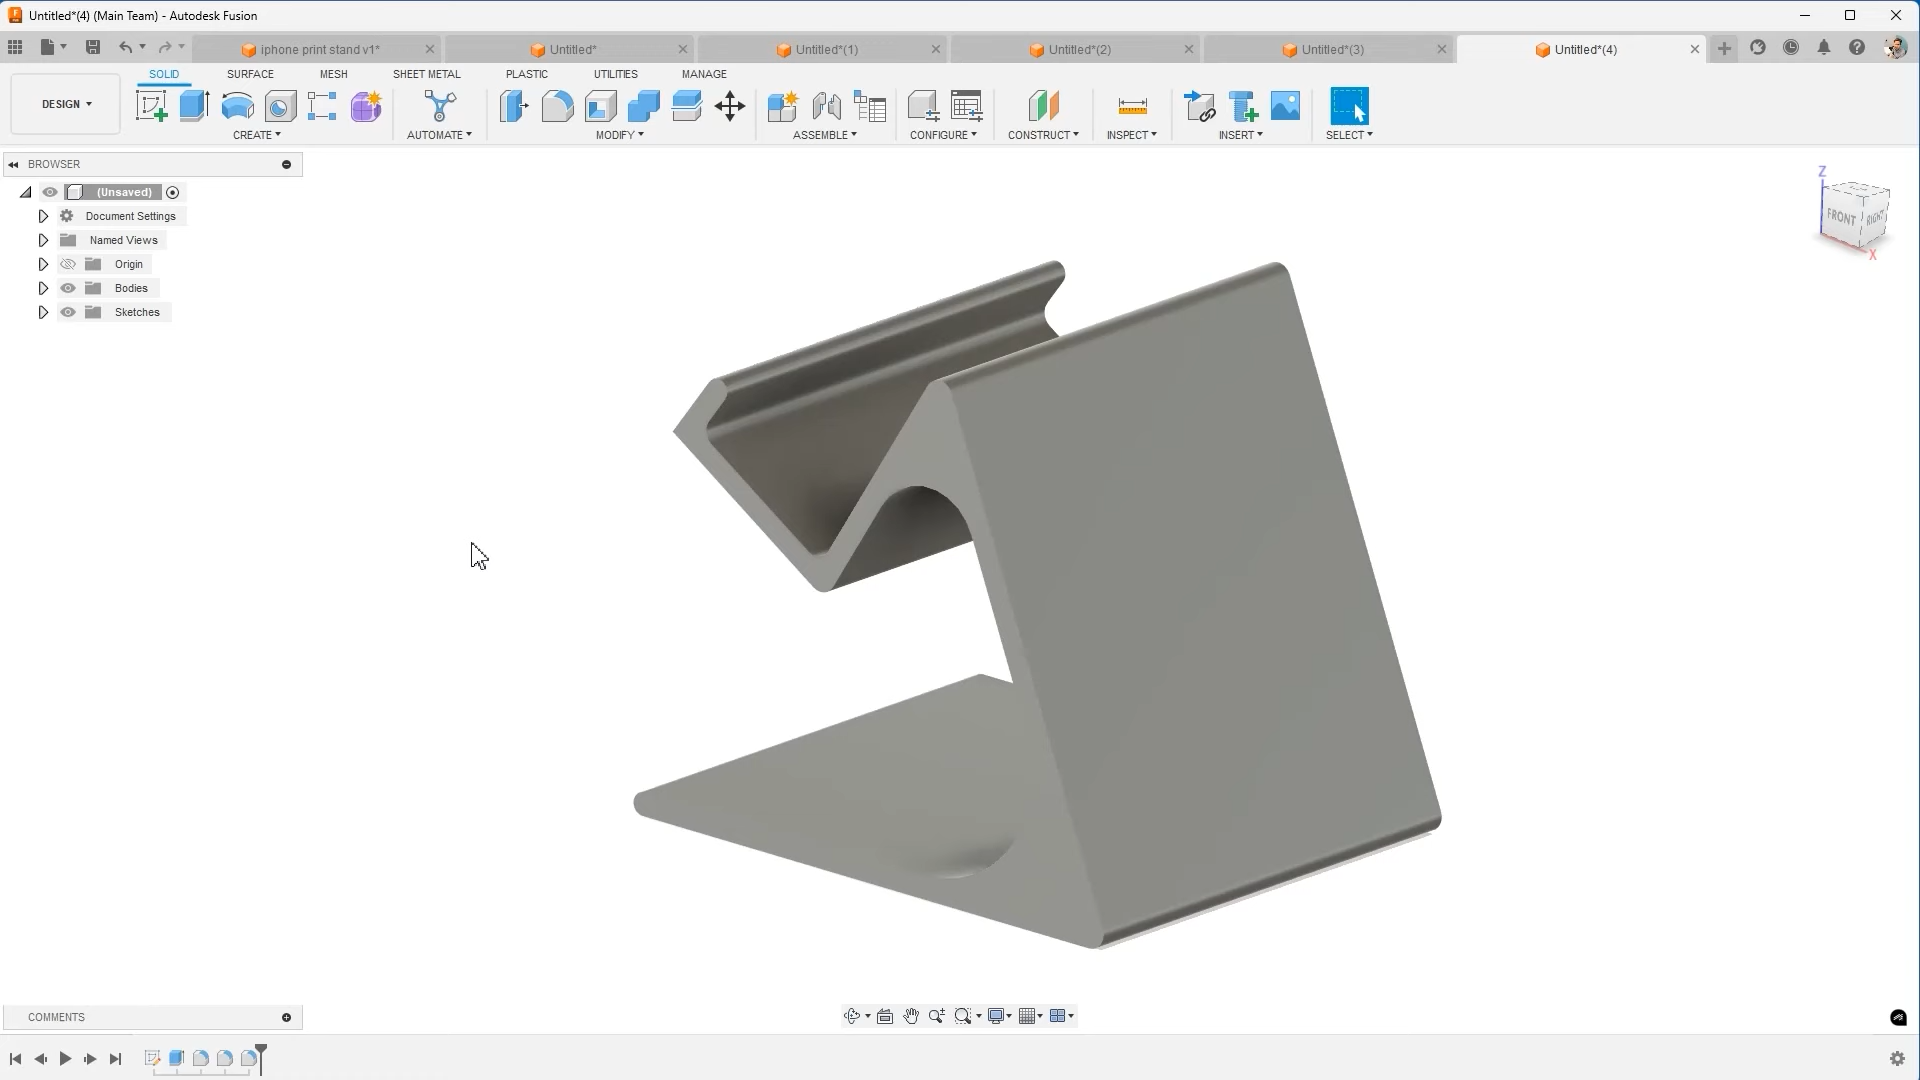 Untitled*(4) (Main Team) - Autodesk Fusion
iphone print stand v1*
Untitled*
Untitled*(1)
Untitled*(2)
Untitled*(3)
Untitled*(4)
SOLID
SURFACE
MESH
SHEET METAL
PLASTIC
UTILITIES
MANAGE
DESIGN
CREATE
AUTOMATE
MODIFY
ASSEMBLE
CONFIGURE
CONSTRUCT
INSPECT
INSERT
SELECT
BROWSER
(Unsaved)
Document Settings
Named Views
Origin
Bodies
Sketches
Z
FRONT
RIGHT
X
COMMENTS